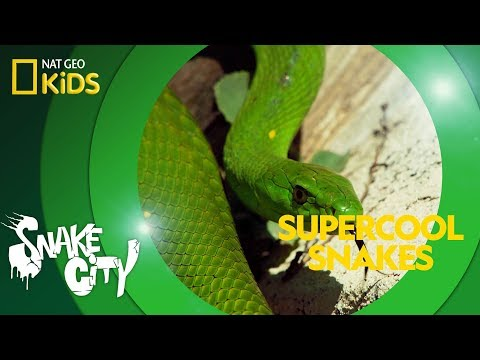 NAT GEO
KiDS
SUPERCOOL
SNAKES
SNAKE
CITY